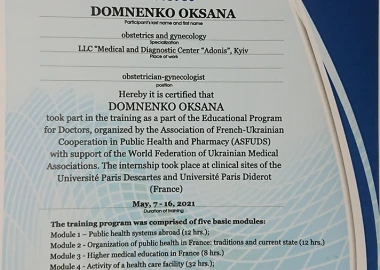 DOMNENKO OKSANA
Participant's last name and first name
obstetrics and gynecology
Specialisation
LLC "Medical and Diagnostic Center "Adonis", Kyiv
Place of work
obstetrician-gynecologist
position
Hereby it is certified that
DOMNENKO OKSANA
took part in the training as a part of the Educational Program
for Doctors, organized by the Association of French-Ukrainian
Cooperation in Public Health and Pharmacy (ASFUDS)
with support of the World Federation of Ukrainian Medical
Associations. The internship took place at clinical sites of the
Université Paris Descartes and Université Paris Diderot
(France)
May, 7 - 16, 2021
Duration of training
The training program was comprised of five basic modules:
Module 1 – Public health systems abroad (12 hrs.);
Module 2 - Organization of public health in France: traditions and current state (12 hrs.)
Module 3 - Higher medical education in France (8 hrs.)
Module 4 - Activity of a health care facility (32 hrs.);